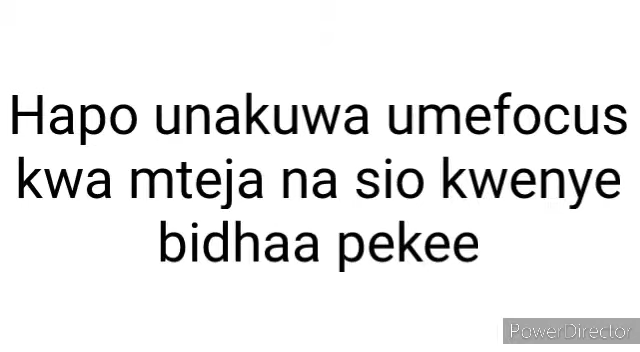 Hapo unakuwa umefocus
kwa mteja na sio kwenye
bidhaa pekee
PowerDirector